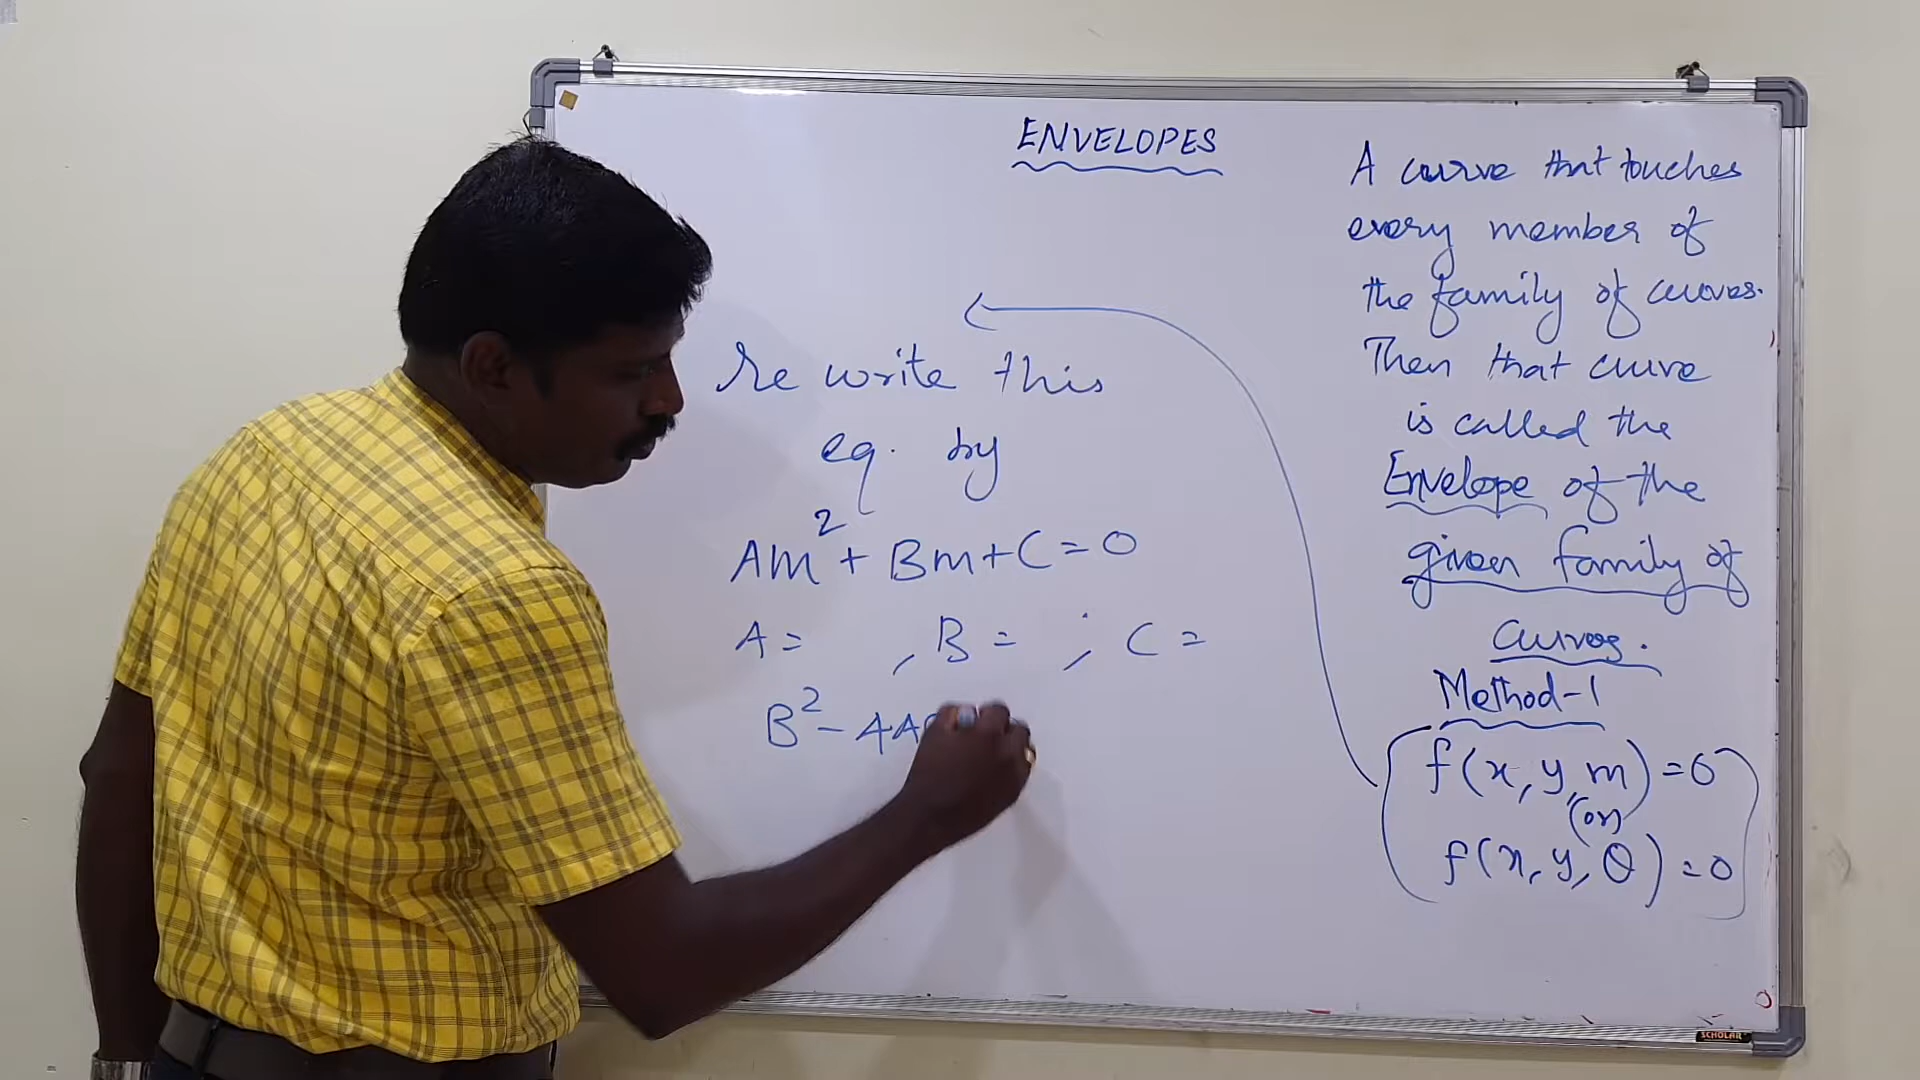 ENVELOPES
Re write this
eq. by
Am² + Bm + C = 0
A = , B = ; C =
B² - 4A
A curve that touches
every member of
the family of curves.
Then that curve
is called the
Envelope of the
given family of
Curves.
Method-1
f(x, y, m) = 0
(or)
f(x, y, θ) = 0
SCHOLAR